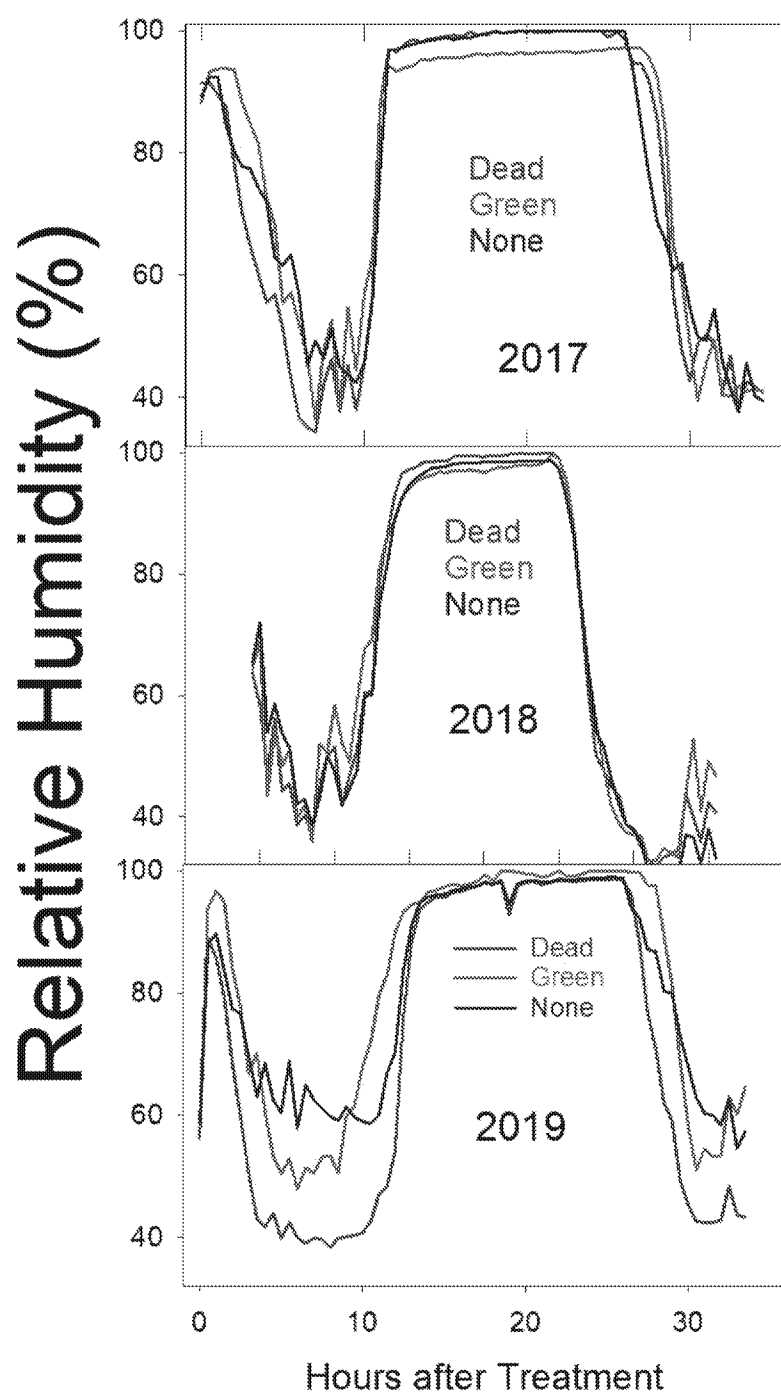 Relative Humidity (%)
100
80
60
40
Dead
Green
None
2017
100
80
60
40
Dead
Green
None
2018
100
80
60
40
Dead
Green
None
2019
0 10 20 30
Hours after Treatment